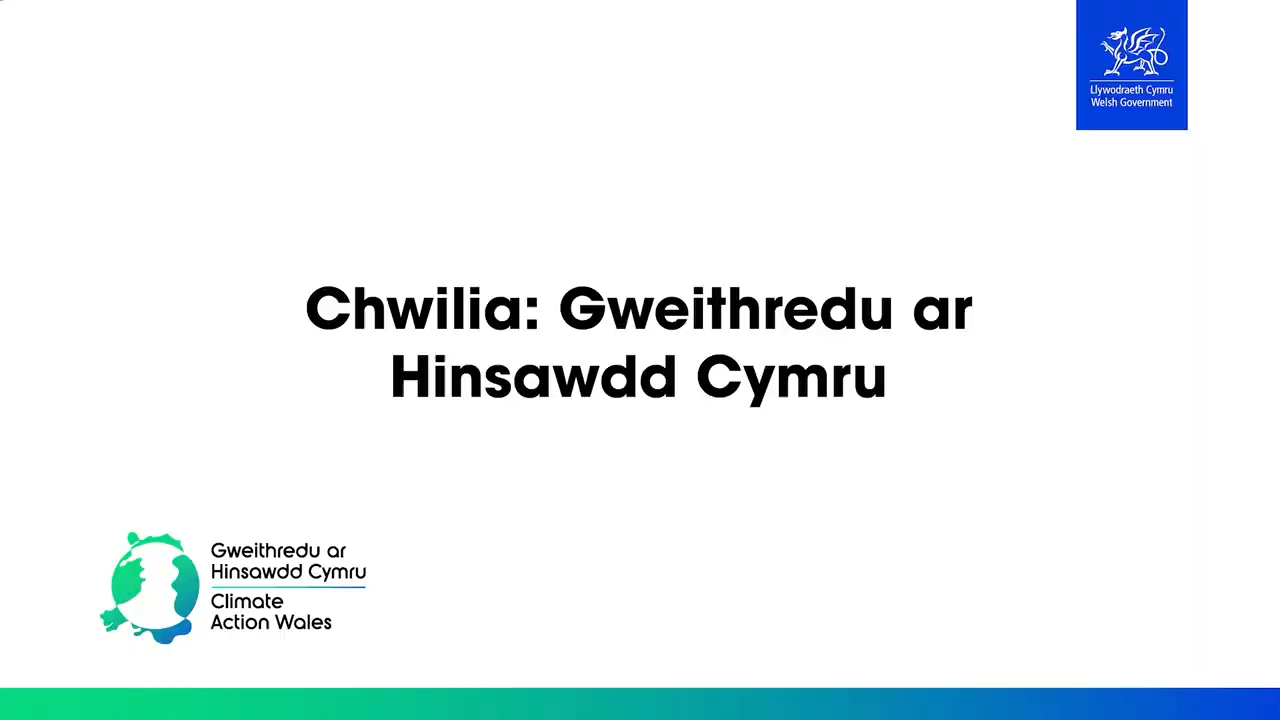 Llywodraeth Cymru
Welsh Government
Chwilia: Gweithredu ar
Hinsawdd Cymru
Gweithredu ar
Hinsawdd Cymru
Climate
Action Wales